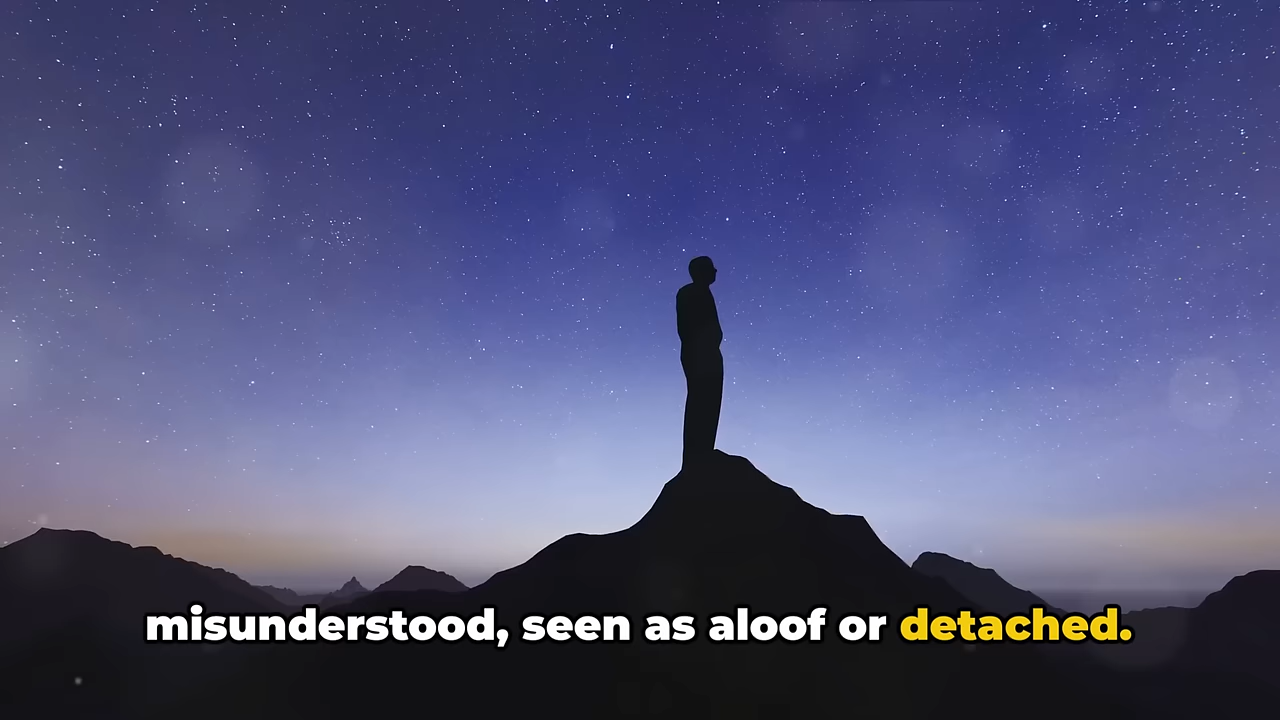 misunderstood, seen as aloof or detached.